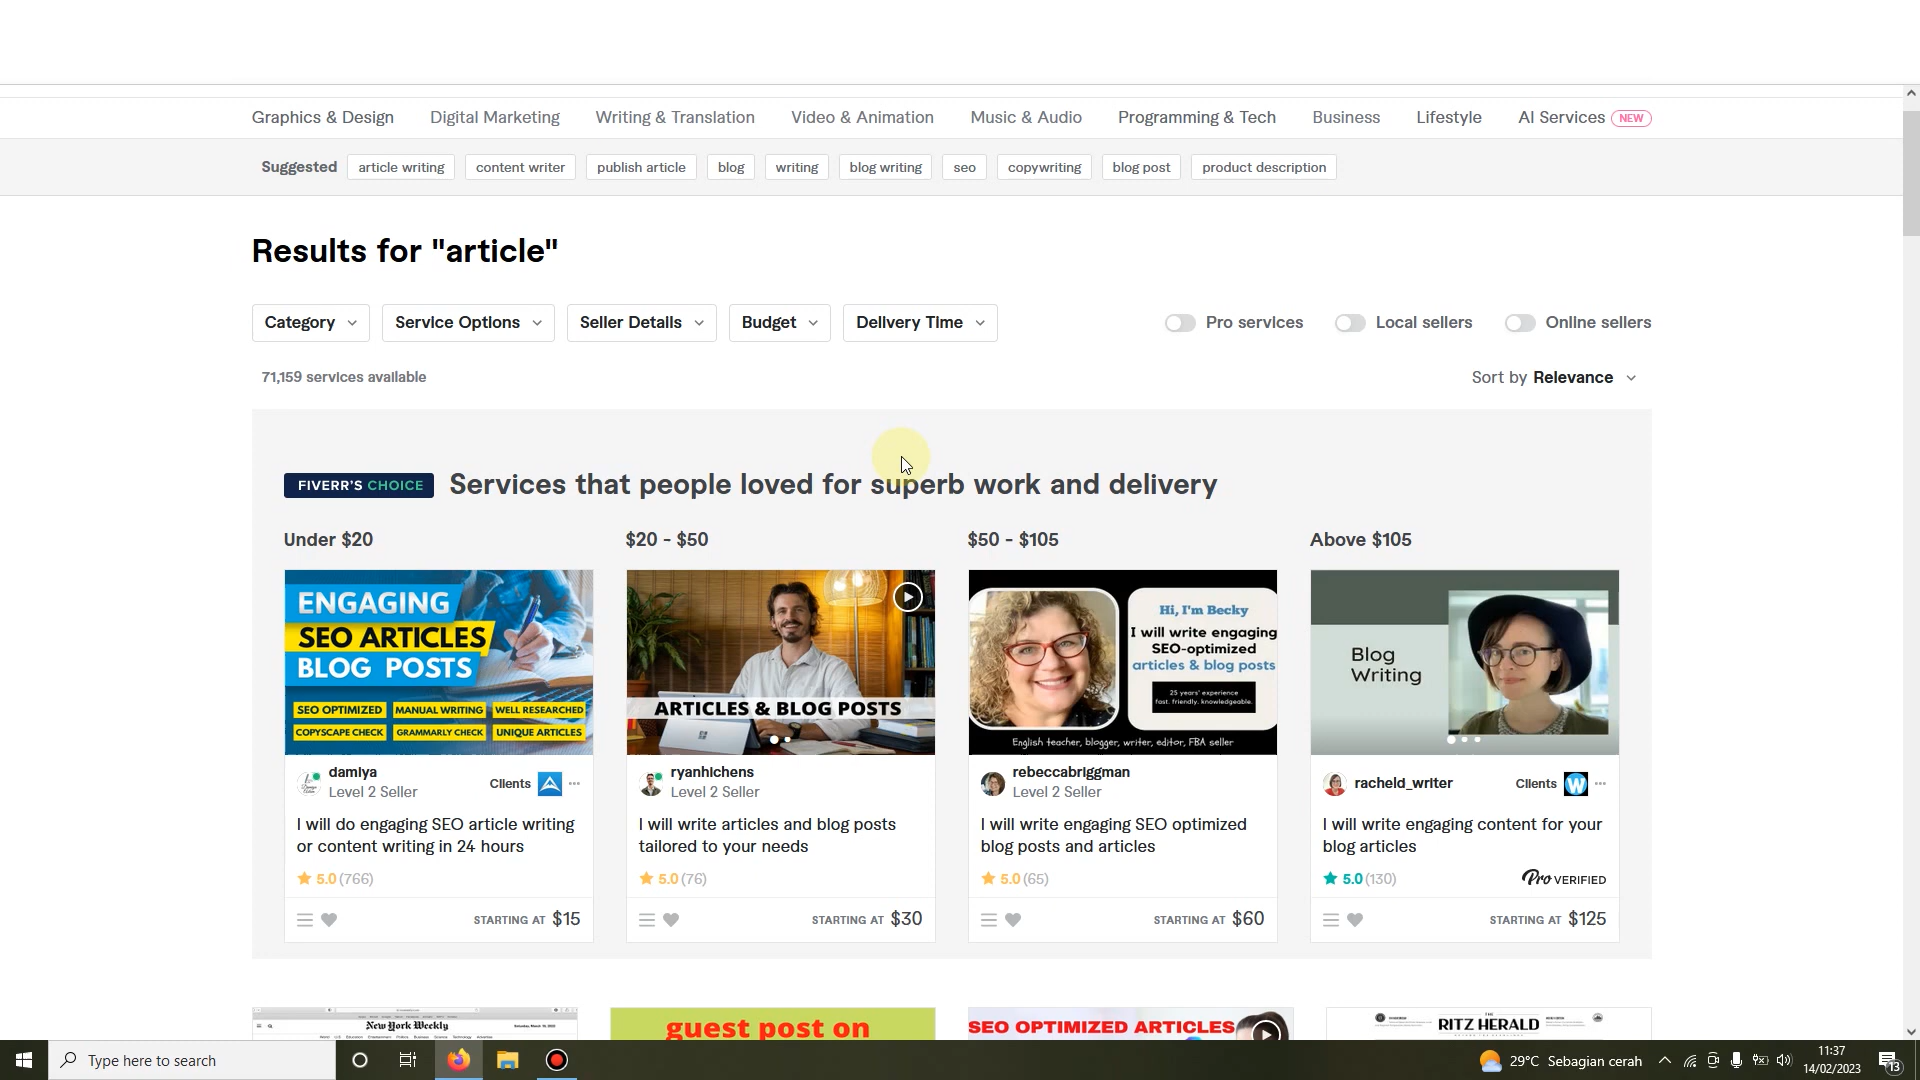 Graphics & Design Digital Marketing Writing & Translation Video & Animation Music & Audio Programming & Tech Business Lifestyle AI Services NEW
Suggested article writing content writer publish article blog writing blog writing seo copywriting blog post product description
Results for "article"
Category Service Options Seller Details Budget Delivery Time Pro services Local sellers Online sellers
71,159 services available Sort by Relevance
FIVERR'S CHOICE Services that people loved for superb work and delivery
Under $20 $20 - $50 $50 - $105 Above $105
ENGAGING
SEO ARTICLES
BLOG POSTS
SEO OPTIMIZED MANUAL WRITING WELL RESEARCHED
COPYSCAPE CHECK GRAMMARLY CHECK UNIQUE ARTICLES
ARTICLES & BLOG POSTS
Hi, I'm Becky
I will write engaging
SEO-optimized
articles & blog posts
25 years' experience
fast. friendly. knowledgeable.
English teacher, blogger, writer, editor, FBA seller
Blog
Writing
damiya
Level 2 Seller
Clients
I will do engaging SEO article writing
or content writing in 24 hours
5.0 (766)
STARTING AT $15
ryanhichens
Level 2 Seller
I will write articles and blog posts
tailored to your needs
5.0 (76)
STARTING AT $30
rebeccabriggman
Level 2 Seller
I will write engaging SEO optimized
blog posts and articles
5.0 (65)
STARTING AT $60
racheld_writer
Clients W
I will write engaging content for your
blog articles
5.0 (130) Pro VERIFIED
STARTING AT $125
New York Weekly
guest post on
SEO OPTIMIZED ARTICLES
THE
RITZ HERALD
Type here to search
29°C Sebagian cerah
11:37
14/02/2023
13